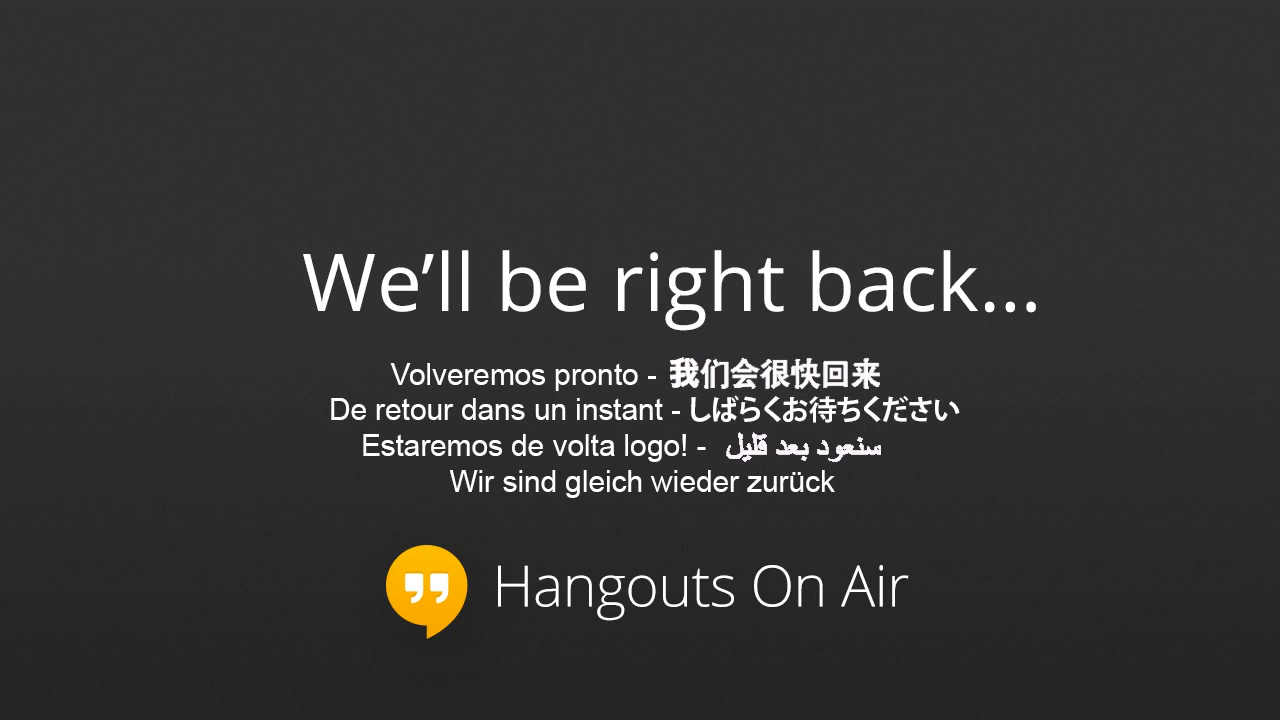 We’ll be right back...
Volveremos pronto - 我们会很快回来
De retour dans un instant - しばらくお待ちください
Estaremos de volta logo! - سنعود بعد قليل
Wir sind gleich wieder zurück
Hangouts On Air